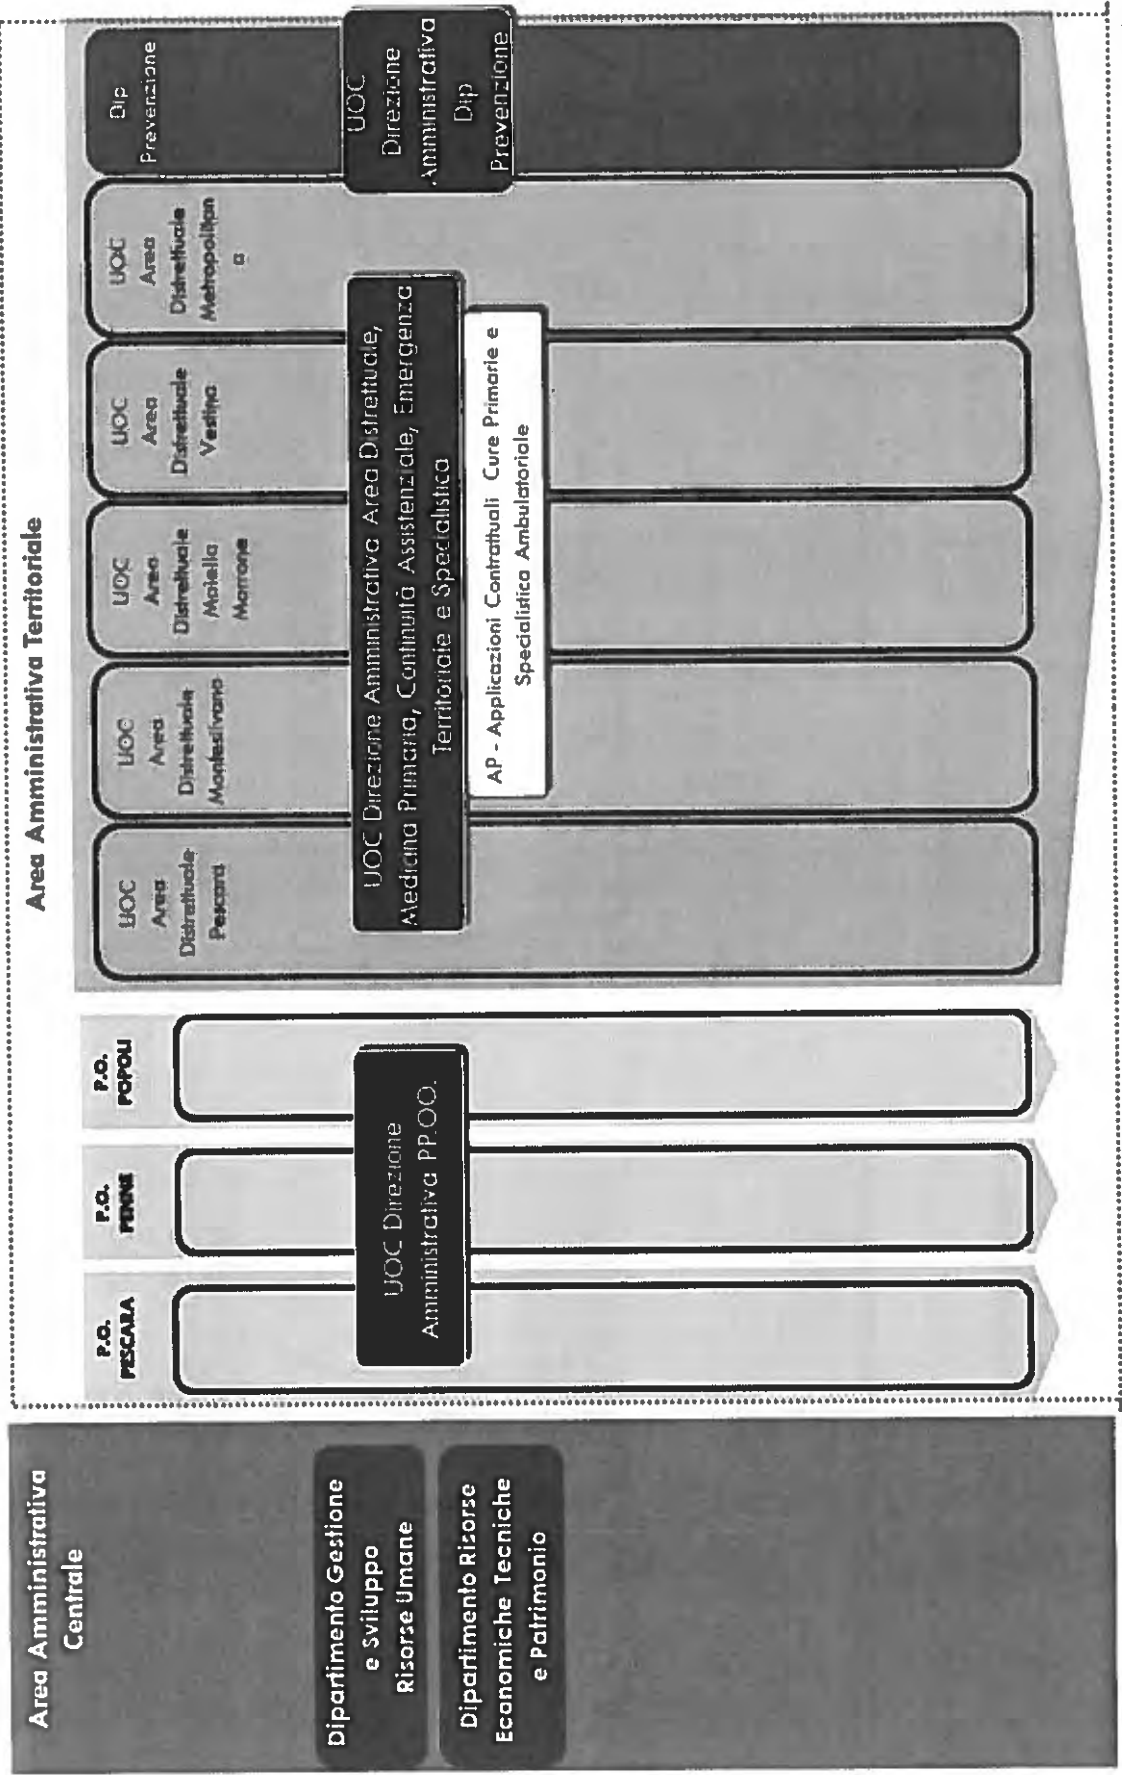 Area Amministrativa
Centrale
Dipartimento Gestione
e Sviluppo
Risorse Umane
Dipartimento Risorse
Economiche Tecniche
e Patrimonio
Area Amministrativa Territoriale
P.O.
PESCARA
P.O.
PENNE
P.O.
POPOLI
UOC Direzione
Amministrativa PP.OO.
UOC
Area
Distrettuale
Pescara
UOC
Area
Distrettuale
Montesilvano
UOC
Area
Distrettuale
Maiella
Morrone
UOC
Area
Distrettuale
Vestina
UOC
Area
Distrettuale
Metropolitan
a
UOC Direzione Amministrativa Area Distrettuale,
Medicina Primaria, Continuità Assistenziale, Emergenza
Territoriale e Specialistica
AP - Applicazioni Contrattuali Cure Primarie e
Specialistica Ambulatoriale
Dip
Prevenzione
UOC
Direzione
Amministrativa
Dip
Prevenzione